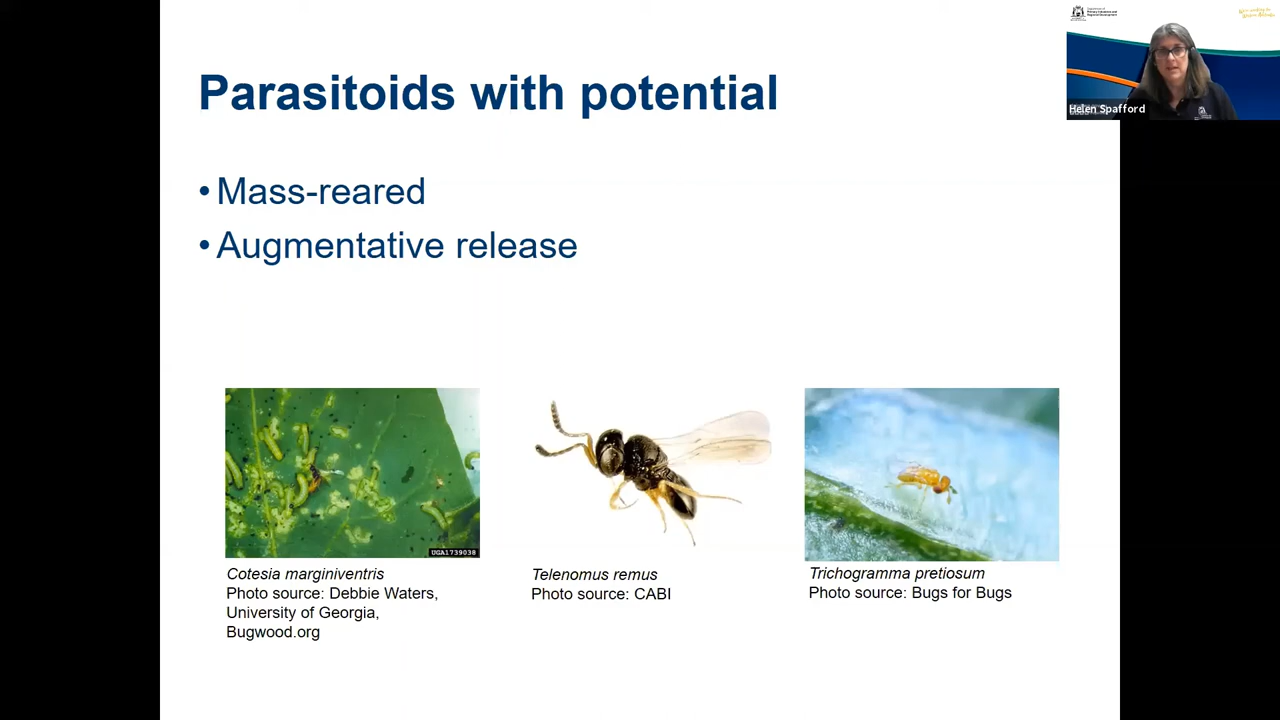 Parasitoids with potential
• Mass-reared
• Augmentative release
UGA1739038
Cotesia marginiventris
Photo source: Debbie Waters,
University of Georgia,
Bugwood.org
Telenomus remus
Photo source: CABI
Trichogramma pretiosum
Photo source: Bugs for Bugs
Helen Spafford